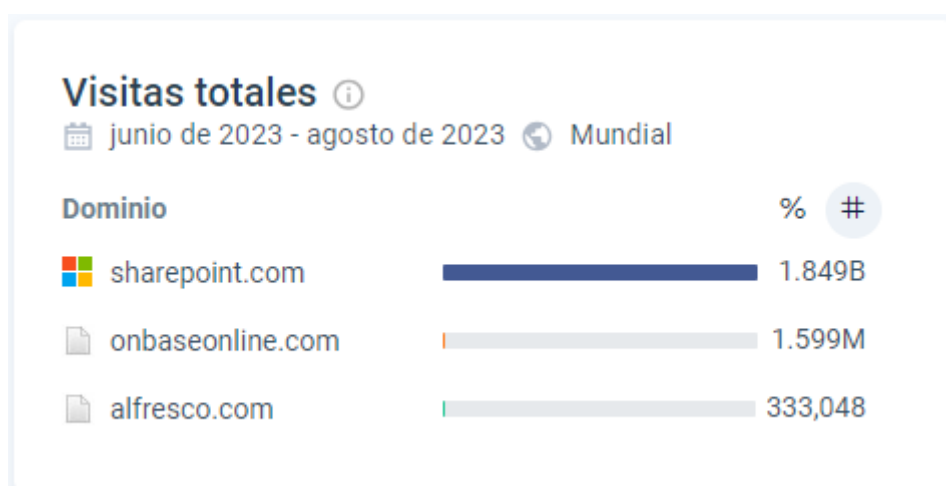 Visitas totales
junio de 2023 - agosto de 2023 Mundial
Dominio % #
sharepoint.com 1.849B
onbaseonline.com 1.599M
alfresco.com 333,048